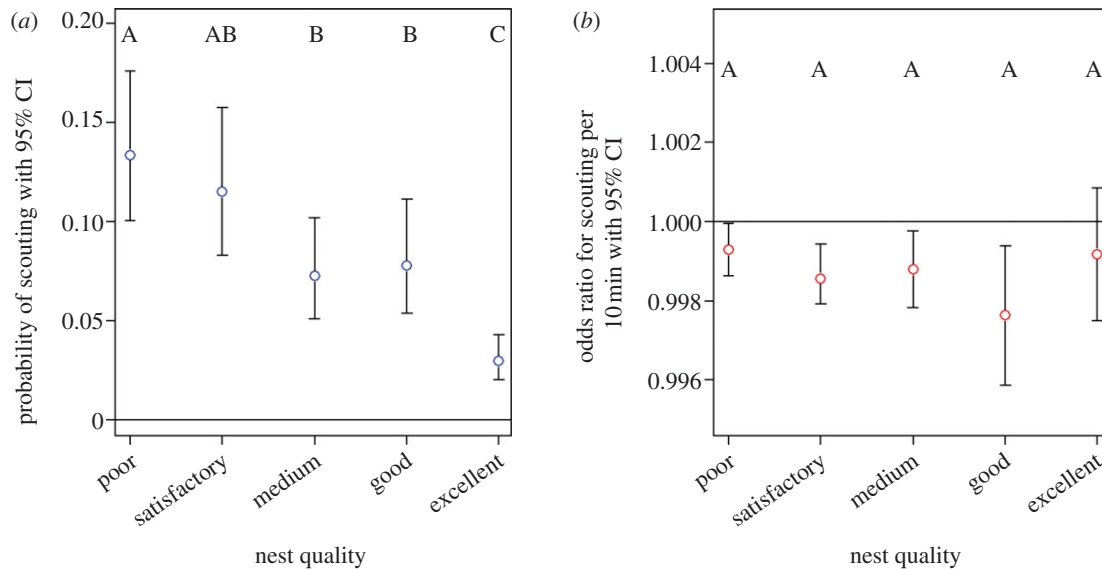 (a)
0.20
0.15
0.10
0.05
0
probability of scouting with 95% CI
A AB B B C
poor
satisfactory
medium
good
excellent
nest quality
(b)
1.004
1.002
1.000
0.998
0.996
odds ratio for scouting per
10 min with 95% CI
A A A A A
poor
satisfactory
medium
good
excellent
nest quality